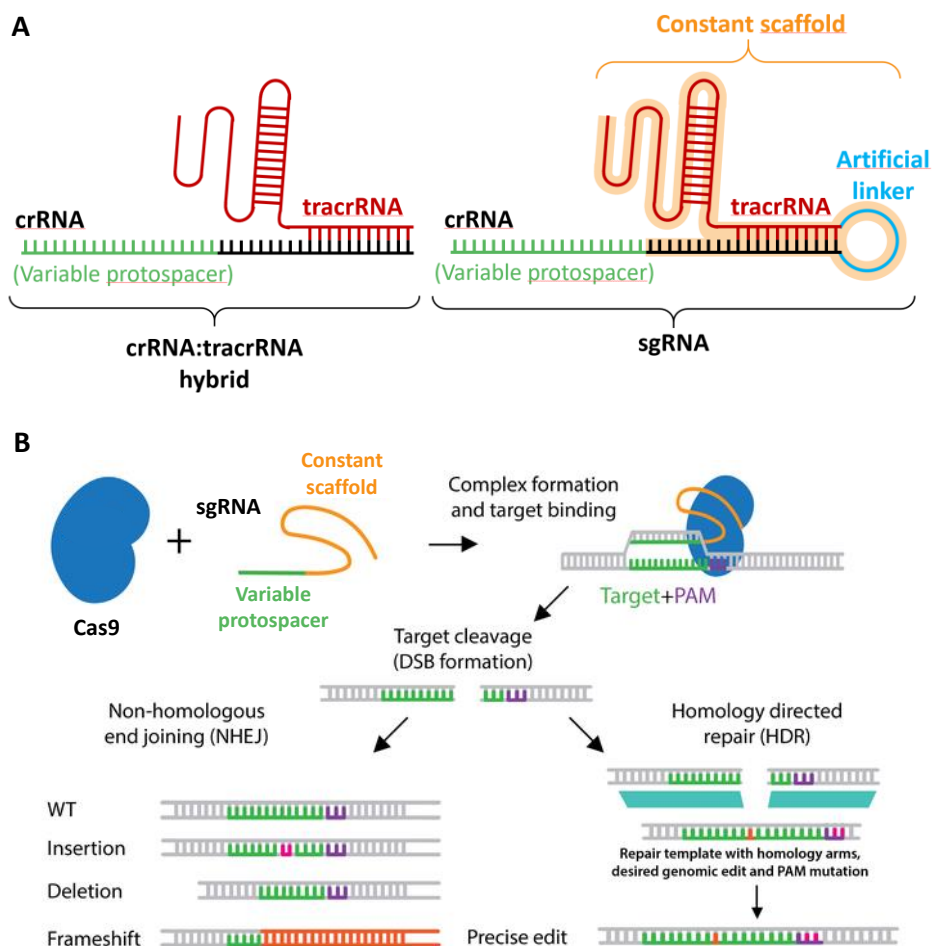 A
Constant scaffold
Artificial
linker
crRNA
tracrRNA
(Variable protospacer)
crRNA:tracrRNA
hybrid
crRNA
tracrRNA
(Variable protospacer)
sgRNA
B
Cas9
+
sgRNA
Constant
scaffold
Variable
protospacer
Complex formation
and target binding
Target+PAM
Target cleavage
(DSB formation)
Non-homologous
end joining (NHEJ)
WT
Insertion
Deletion
Frameshift
Homology directed
repair (HDR)
Repair template with homology arms,
desired genomic edit and PAM mutation
Precise edit